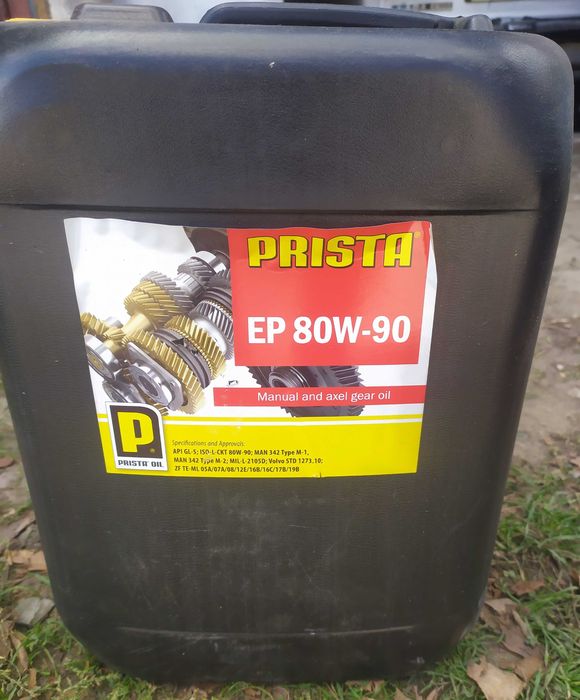 PRISTA
EP 80W-90
Manual and axel gear oil
P
PRISTA OIL
Specifications and Approvals:
API GL-5; ISO-L-CKT 80W-90; MAN 342 Type M-1,
MAN 342 Type M-2; MIL-L-2105D; Volvo STD 1273.10;
ZF TE-ML 05A/07A/08/12E/16B/16C/17B/19B